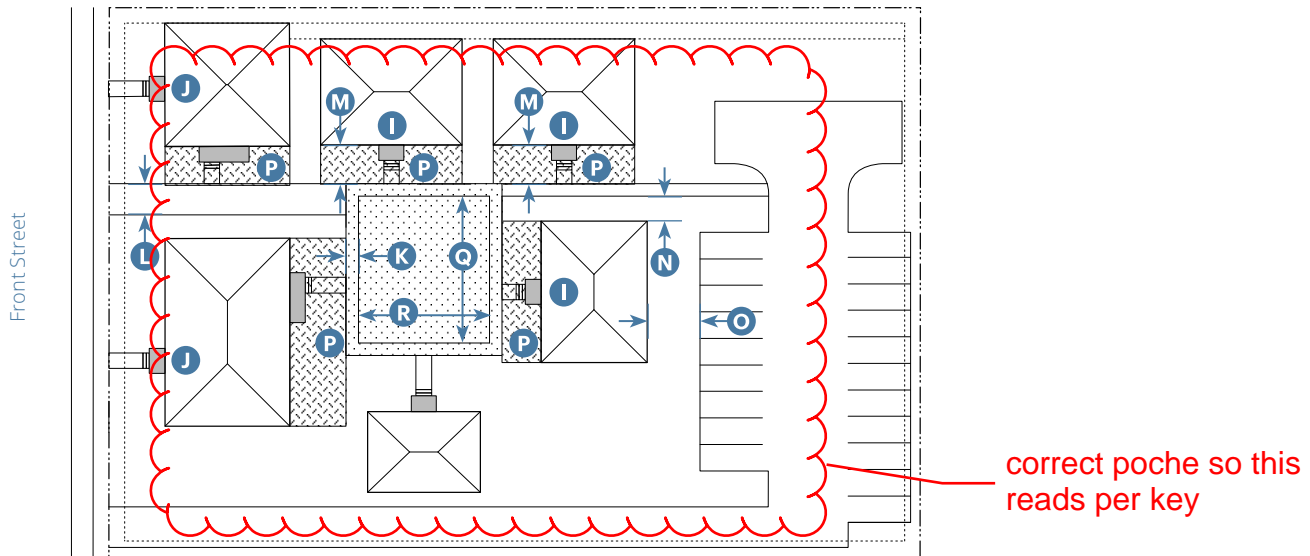 J
M
M
I
I
P
P
P
L
K
Q
N
I
R
O
P
P
J
Front Street
correct poche so this
reads per key